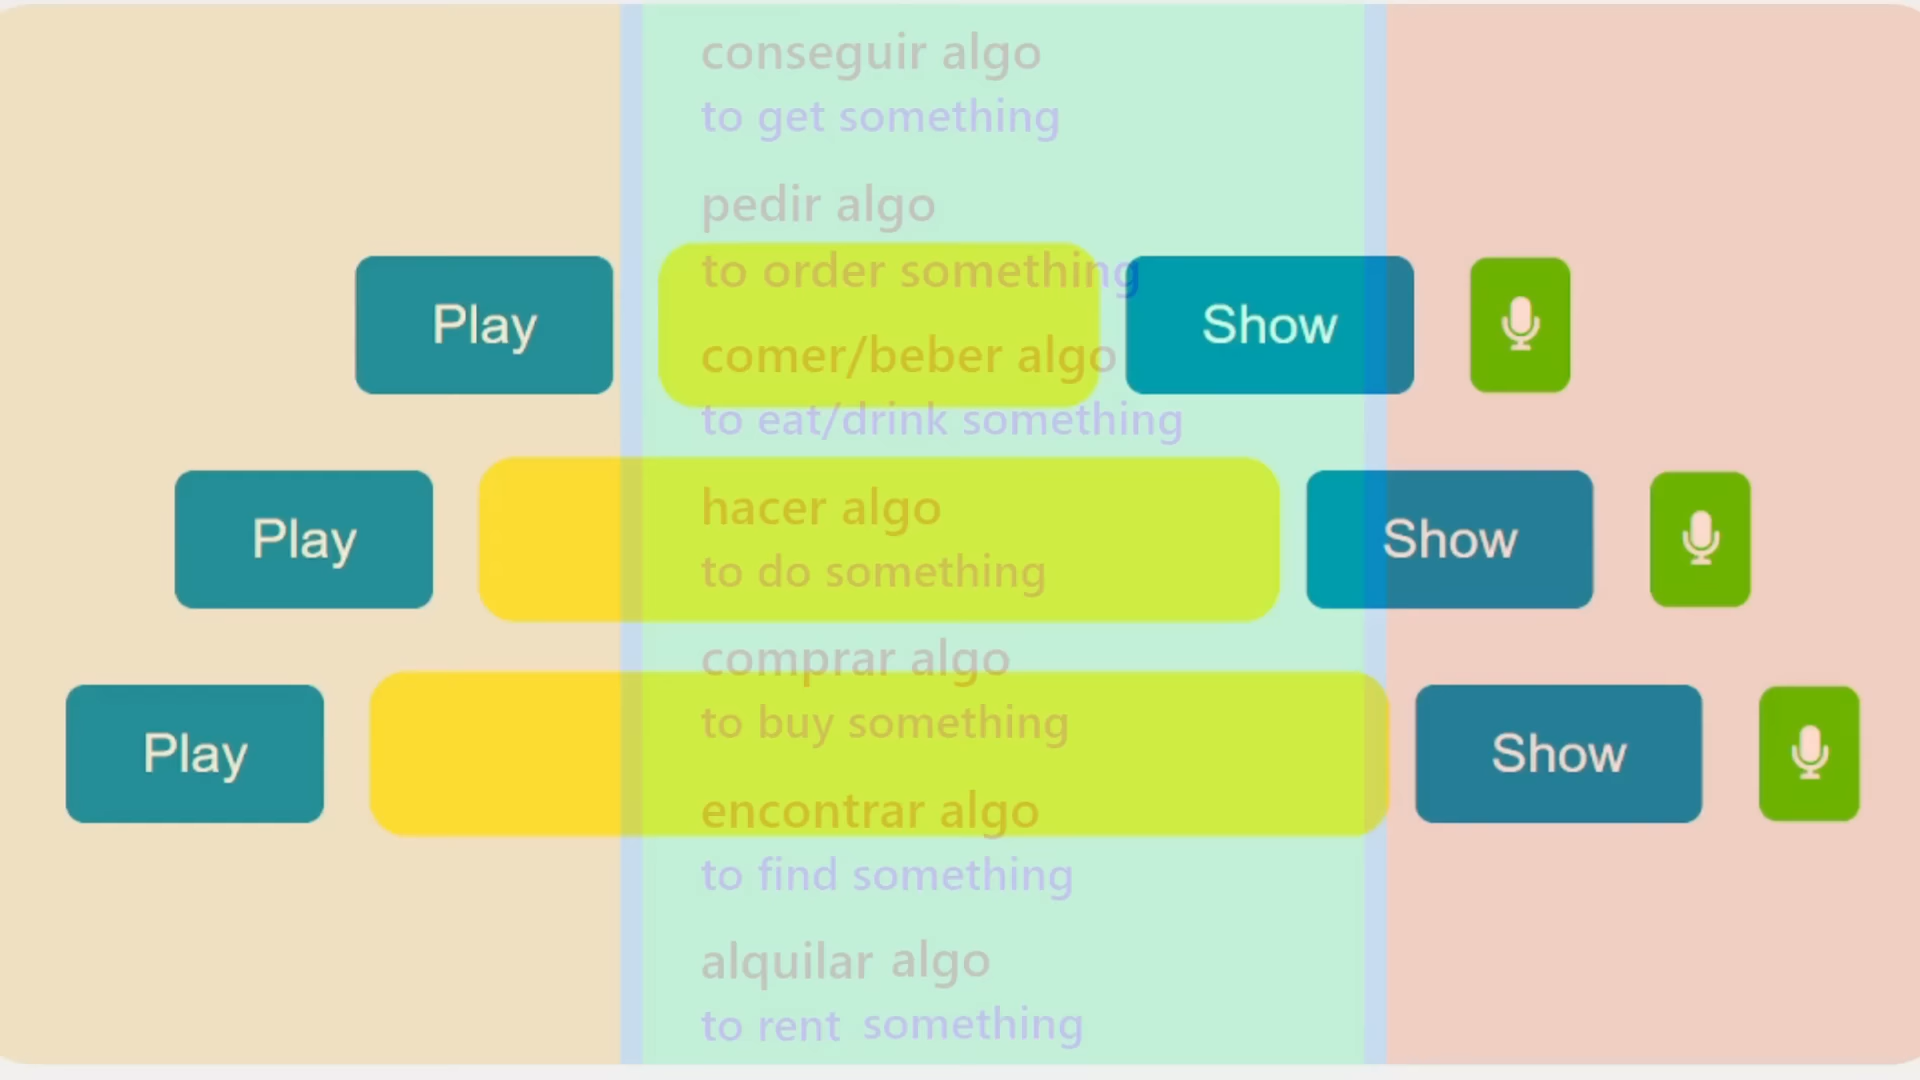 conseguir algo
to get something
pedir algo
to order something
Play
Show
comer/beber algo
to eat/drink something
hacer algo
Play
Show
to do something
comprar algo
to buy something
Play
Show
encontrar algo
to find something
alquilar algo
to rent something